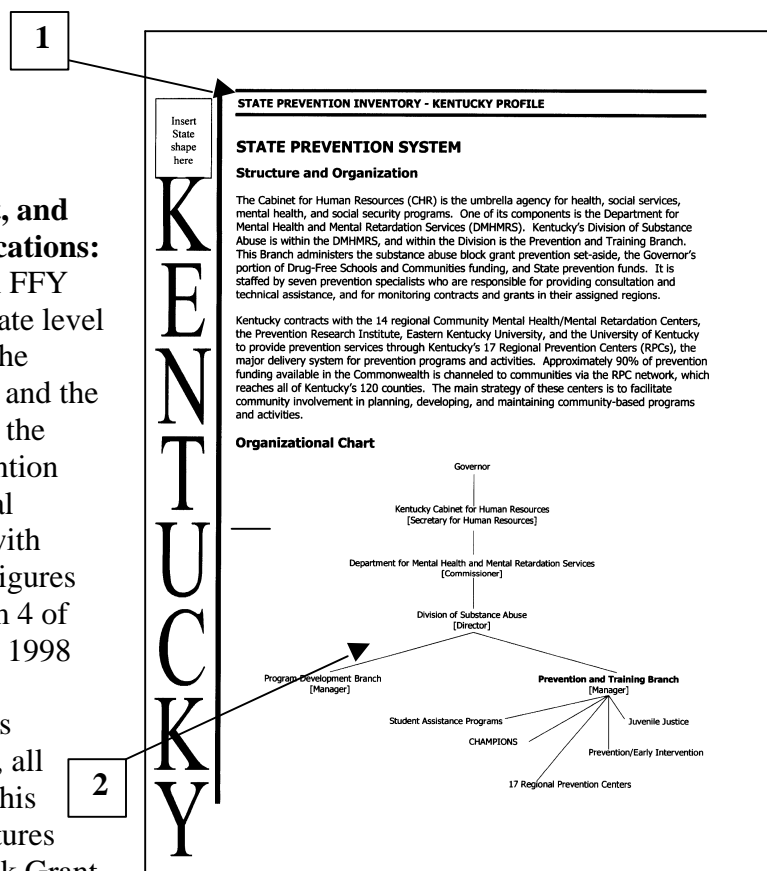 1
, and
cations:
FFY
ate level
he
and the
the
ntion
al
with
igures
4 of
1998
s
, all
his
tures
k Grant
2
Insert
State
shape
here
KENTUCKY
STATE PREVENTION INVENTORY - KENTUCKY PROFILE
STATE PREVENTION SYSTEM
Structure and Organization
The Cabinet for Human Resources (CHR) is the umbrella agency for health, social services,
mental health, and social security programs. One of its components is the Department for
Mental Health and Mental Retardation Services (DMHMRS). Kentucky's Division of Substance
Abuse is within the DMHMRS, and within the Division is the Prevention and Training Branch.
This Branch administers the substance abuse block grant prevention set-aside, the Governor's
portion of Drug-Free Schools and Communities funding, and State prevention funds. It is
staffed by seven prevention specialists who are responsible for providing consultation and
technical assistance, and for monitoring contracts and grants in their assigned regions.
Kentucky contracts with the 14 regional Community Mental Health/Mental Retardation Centers,
the Prevention Research Institute, Eastern Kentucky University, and the University of Kentucky
to provide prevention services through Kentucky's 17 Regional Prevention Centers (RPCs), the
major delivery system for prevention programs and activities. Approximately 90% of prevention
funding available in the Commonwealth is channeled to communities via the RPC network, which
reaches all of Kentucky's 120 counties. The main strategy of these centers is to facilitate
community involvement in planning, developing, and maintaining community-based programs
and activities.
Organizational Chart
Governor
Kentucky Cabinet for Human Resources
[Secretary for Human Resources]
Department for Mental Health and Mental Retardation Services
[Commissioner]
Division of Substance Abuse
[Director]
Program Development Branch
[Manager]
Prevention and Training Branch
[Manager]
Student Assistance Programs
Juvenile Justice
CHAMPIONS
Prevention/Early Intervention
17 Regional Prevention Centers